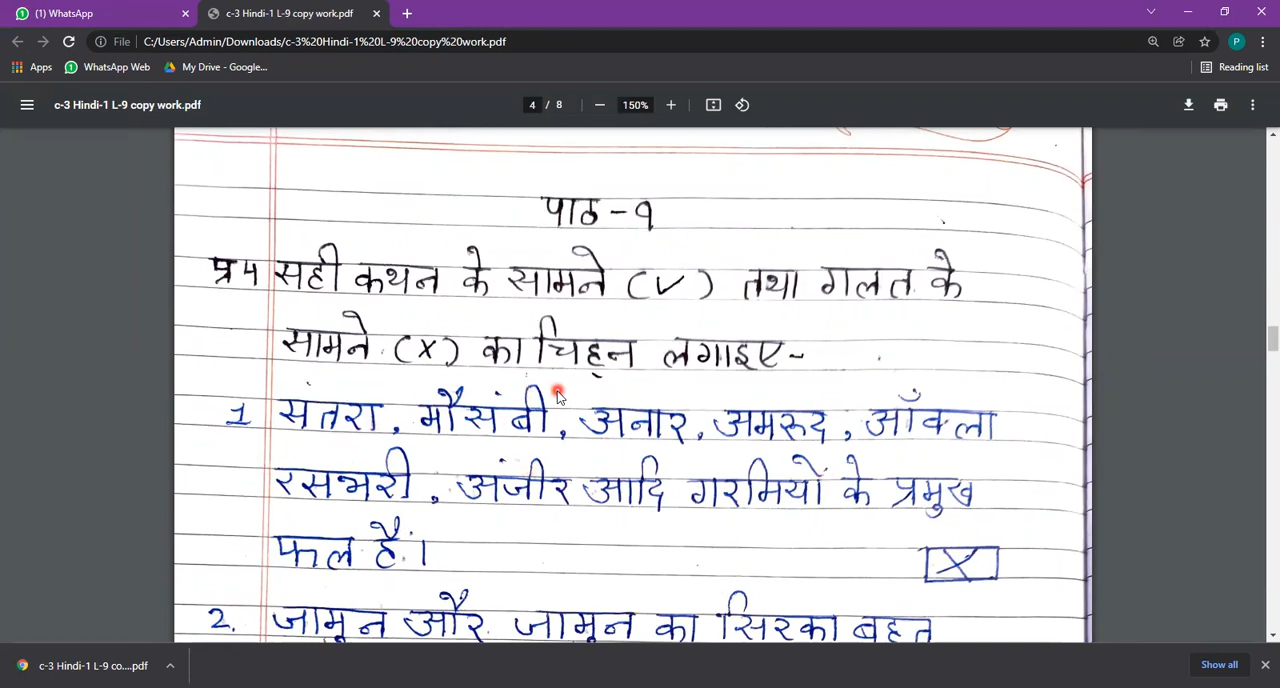 (1) WhatsApp
c-3 Hindi-1 L-9 copy work.pdf
File
C:/Users/Admin/Downloads/c-3%20Hindi-1%20L-9%20copy%20work.pdf
P
Apps
WhatsApp Web
My Drive - Google...
Reading list
c-3 Hindi-1 L-9 copy work.pdf
4 / 8
150%
पाठ - ९
प्र 4 सही कथन के सामने (√) तथा गलत के
सामने (X) का चिह्न लगाइए-
1 सतरा, मौसंबी, अनार, अमरूद, आँवला
रसभरी, अंजीर आदि गरमियों के प्रमुख
फल हैं।
X
2. जामून और जामून का सिरका बहुत
c-3 Hindi-1 L-9 co....pdf
Show all